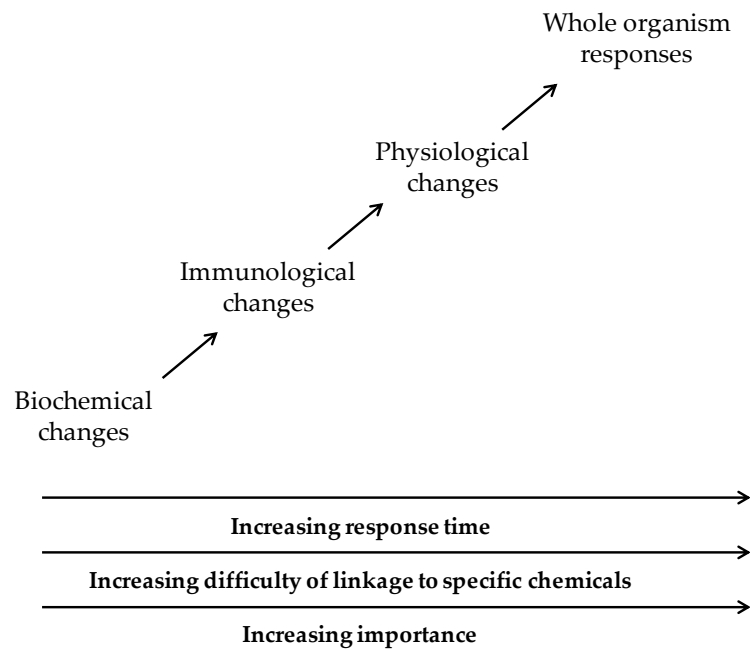 Whole organism
responses
Physiological
changes
Immunological
changes
Biochemical
changes
Increasing response time
Increasing difficulty of linkage to specific chemicals
Increasing importance